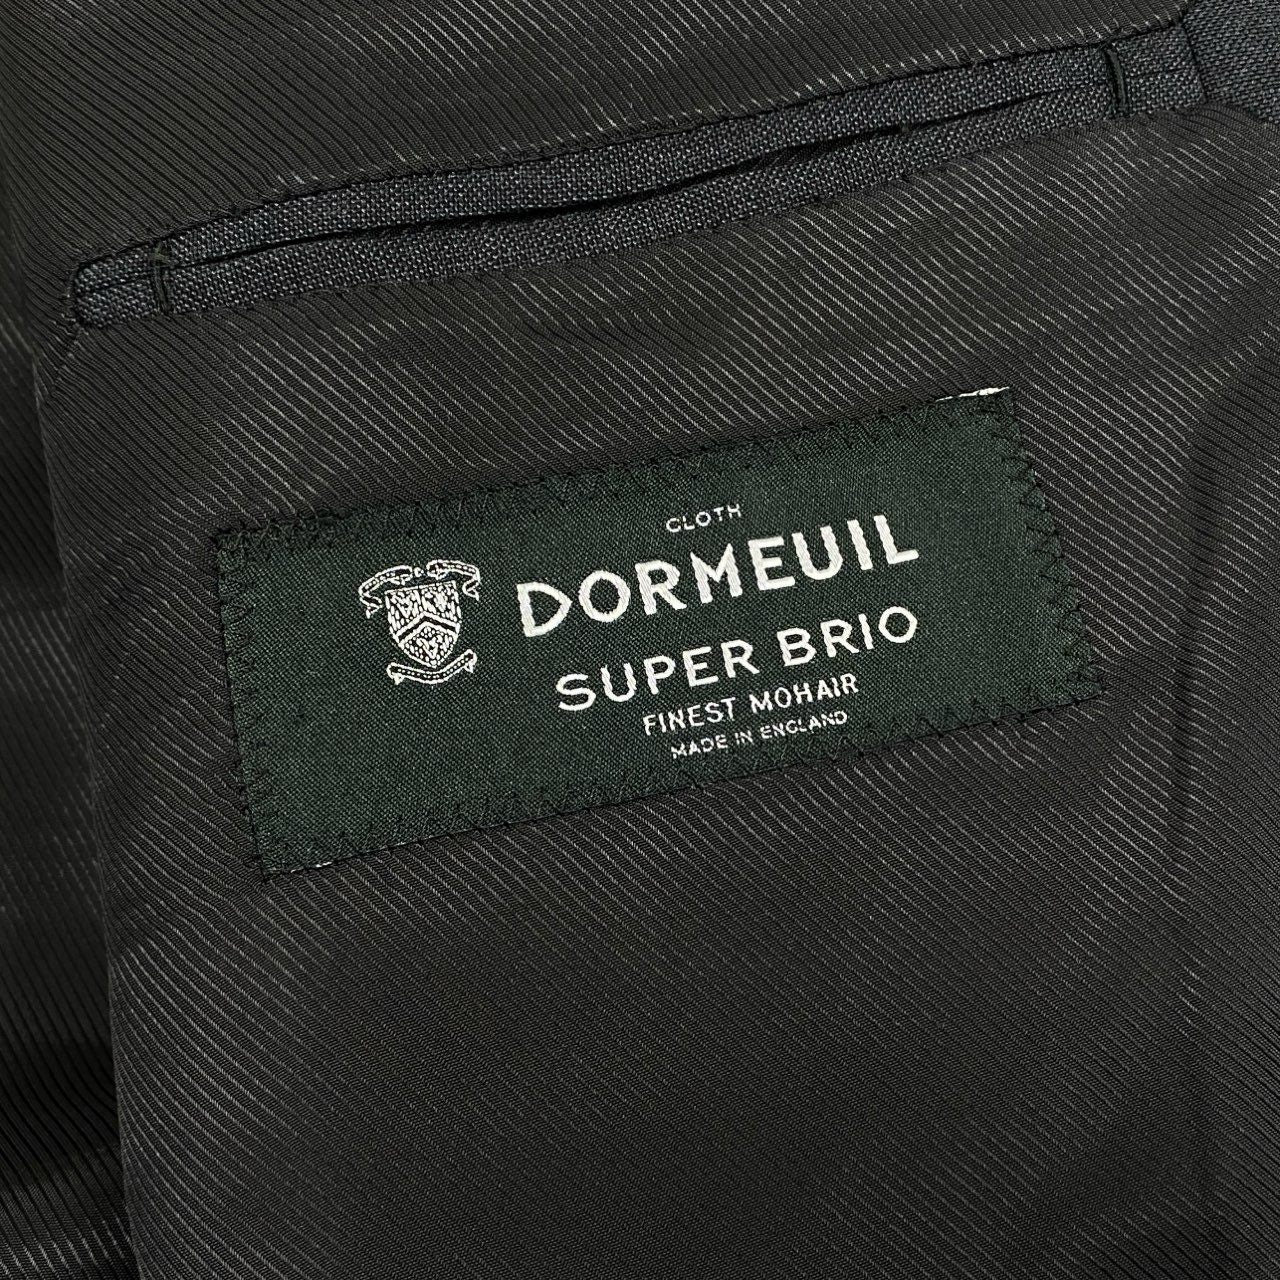 CLOTH
DORMEUIL
SUPER BRIO
FINEST MOHAIR
MADE IN ENGLAND